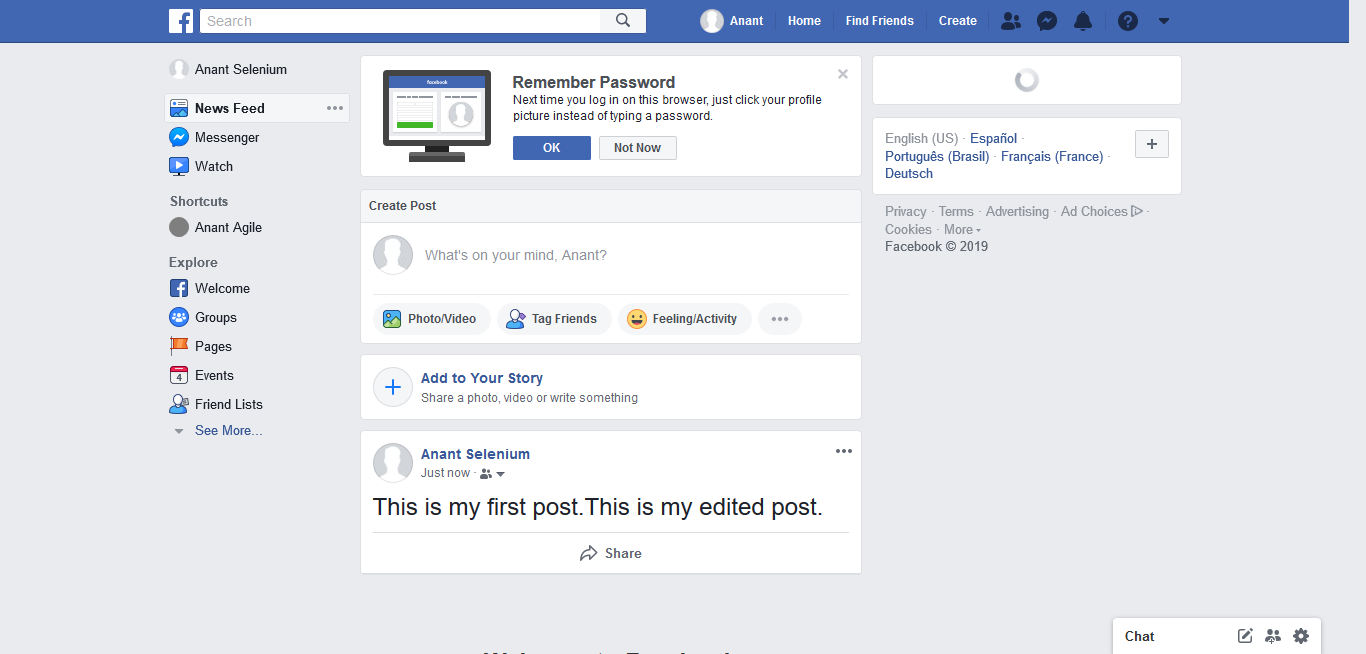 Search
Anant
Home
Find Friends
Create
Anant Selenium
News Feed
Messenger
Watch
Shortcuts
Anant Agile
Explore
Welcome
Groups
Pages
4
Events
Friend Lists
See More...
facebook
Remember Password
Next time you log in on this browser, just click your profile
picture instead of typing a password.
OK
Not Now
Create Post
What's on your mind, Anant?
Photo/Video
Tag Friends
Feeling/Activity
Add to Your Story
Share a photo, video or write something
Anant Selenium
Just now ·
This is my first post.This is my edited post.
Share
English (US) · Español ·
Português (Brasil) · Français (France) ·
Deutsch
Privacy · Terms · Advertising · Ad Choices ·
Cookies · More
Facebook © 2019
Chat